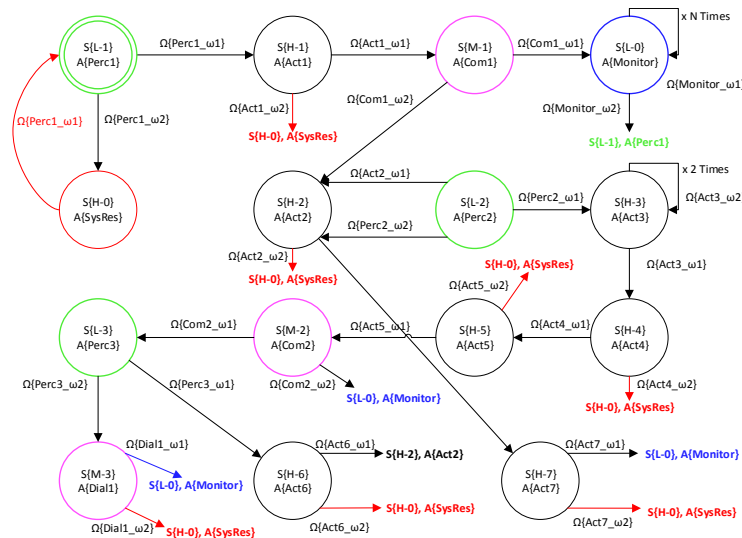 x N Times
S{L-1}
A{Perc1}
Ω{Perc1_ω1}
S{H-1}
A{Act1}
Ω{Act1_ω1}
S{M-1}
A{Com1}
Ω{Com1_ω1}
S{L-0}
A{Monitor}
Ω{Monitor_ω1}
Ω{Act1_ω2}
Ω{Com1_ω2}
Ω{Monitor_ω2}
Ω{Perc1_ω1}
Ω{Perc1_ω2}
S{H-0}, A{SysRes}
S{L-1}, A{Perc1}
x 2 Times
S{H-0}
A{SysRes}
S{H-2}
A{Act2}
Ω{Act2_ω1}
S{L-2}
A{Perc2}
Ω{Perc2_ω1}
S{H-3}
A{Act3}
Ω{Act3_ω2}
Ω{Perc2_ω2}
Ω{Act2_ω2}
S{H-0}, A{SysRes}
S{H-0}, A{SysRes}
Ω{Act3_ω1}
Ω{Act5_ω2}
S{L-3}
A{Perc3}
Ω{Com2_ω1}
S{M-2}
A{Com2}
Ω{Act5_ω1}
S{H-5}
A{Act5}
Ω{Act4_ω1}
S{H-4}
A{Act4}
Ω{Perc3_ω2}
Ω{Perc3_ω1}
Ω{Com2_ω2}
S{L-0}, A{Monitor}
Ω{Act4_ω2}
S{H-0}, A{SysRes}
S{M-3}
A{Dial1}
Ω{Dial1_ω1}
S{L-0}, A{Monitor}
Ω{Dial1_ω2}
S{H-0}, A{SysRes}
S{H-6}
A{Act6}
Ω{Act6_ω1}
S{H-2}, A{Act2}
Ω{Act6_ω2}
S{H-0}, A{SysRes}
S{H-7}
A{Act7}
Ω{Act7_ω1}
S{L-0}, A{Monitor}
Ω{Act7_ω2}
S{H-0}, A{SysRes}